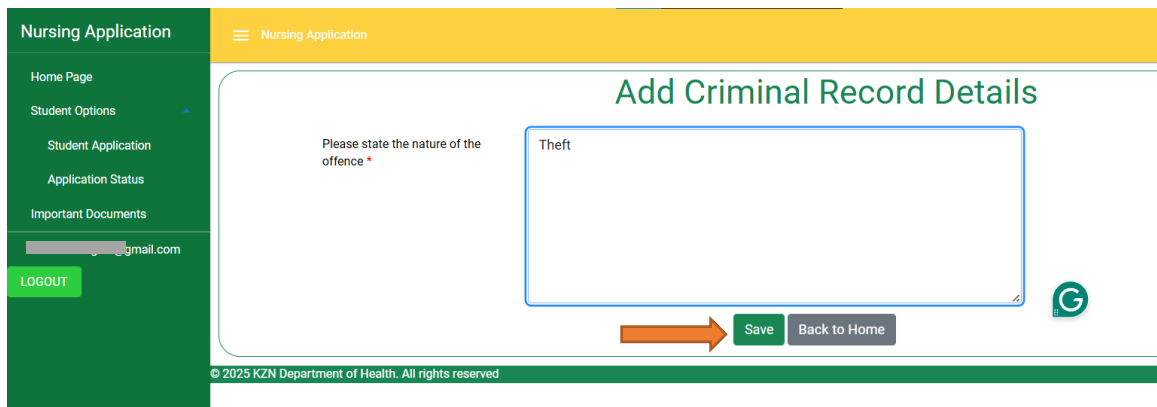 Nursing Application
Nursing Application
Home Page
Student Options
Student Application
Application Status
Important Documents
gmail.com
LOGOUT
Add Criminal Record Details
Please state the nature of the
offence *
Theft
G
Save
Back to Home
© 2025 KZN Department of Health. All rights reserved